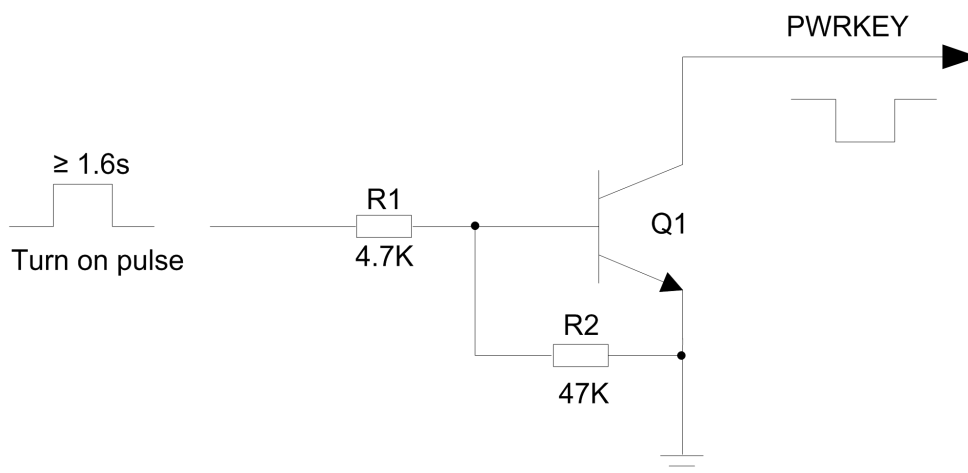 PWRKEY
≥ 1.6s
Turn on pulse
R1
4.7K
Q1
R2
47K